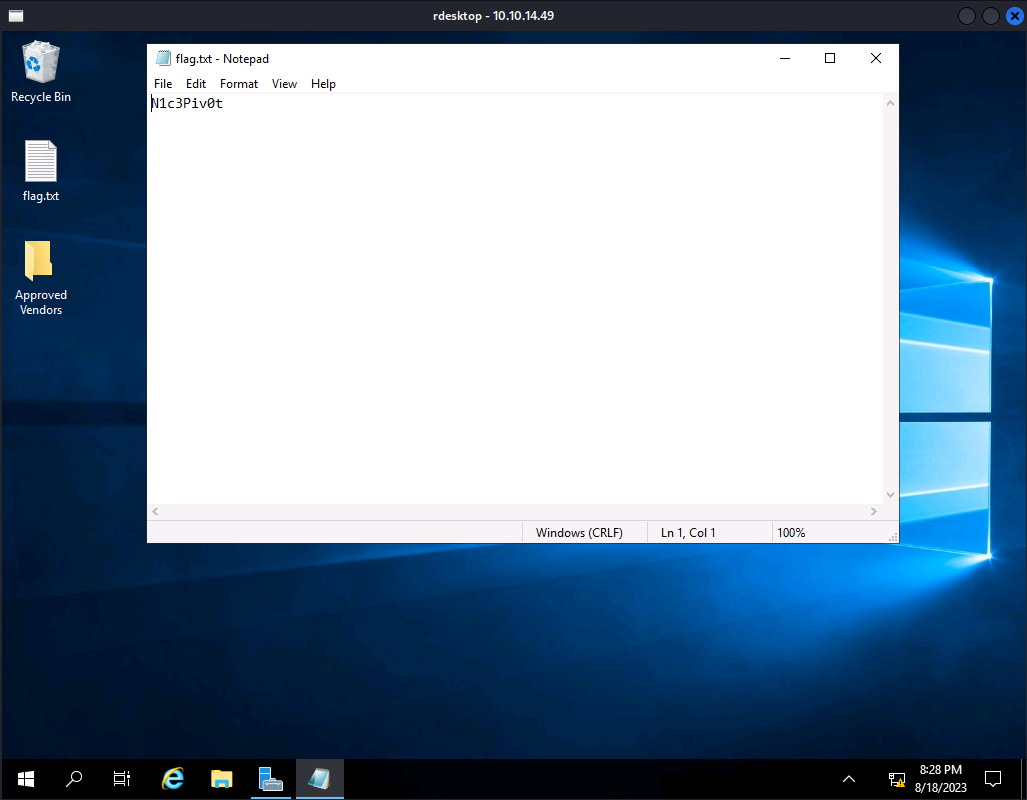 rdesktop - 10.10.14.49
Recycle Bin
flag.txt
Approved
Vendors
flag.txt - Notepad
File Edit Format View Help
N1c3Piv0t
Windows (CRLF) Ln 1, Col 1 100%
8:28 PM
8/18/2023